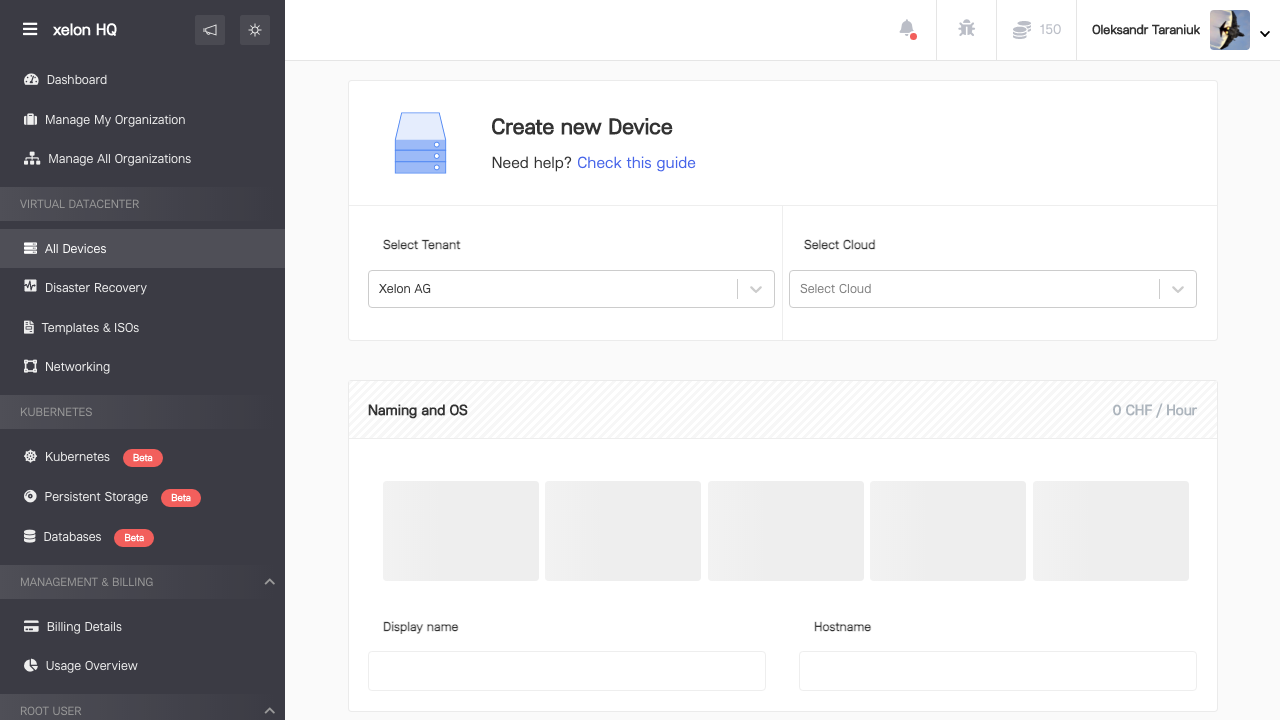 xelon HQ
150
Oleksandr Taraniuk
Dashboard
Manage My Organization
Manage All Organizations
VIRTUAL DATACENTER
All Devices
Disaster Recovery
Templates & ISOs
Networking
KUBERNETES
Kubernetes Beta
Persistent Storage Beta
Databases Beta
MANAGEMENT & BILLING
Billing Details
Usage Overview
ROOT USER
Create new Device
Need help? Check this guide
Select Tenant
Xelon AG
Select Cloud
Select Cloud
Naming and OS
0 CHF / Hour
Display name
Hostname